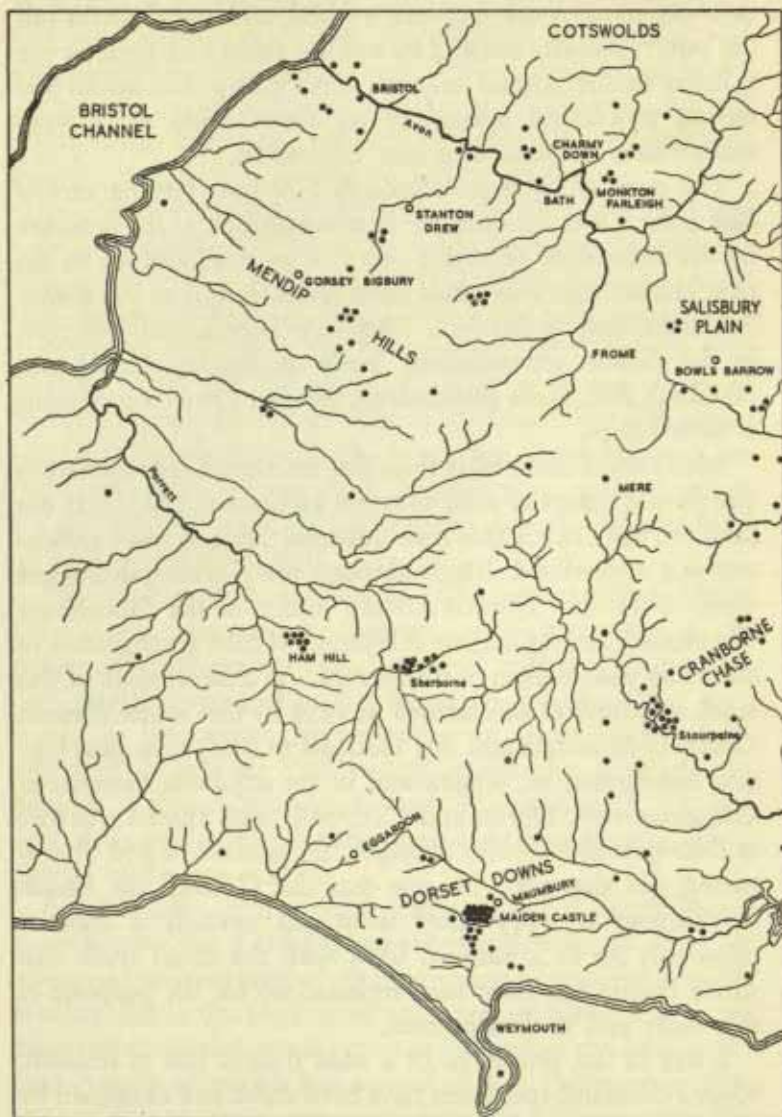 COTSWOLDS
BRISTOL
CHANNEL
BRISTOL
Avon
CHARMY
DOWN
BATH
MONKTON
FARLEIGH
STANTON
DREW
MENDIP
HILLS
GORSEY BIGBURY
SALISBURY
PLAIN
FROME
BOWLS BARROW
Parrett
MERE
HAM HILL
Sherborne
CRANBORNE
CHASE
Stourpaine
EGGARDON
DORSET DOWNS
MAUMBURY
MAIDEN CASTLE
WEYMOUTH